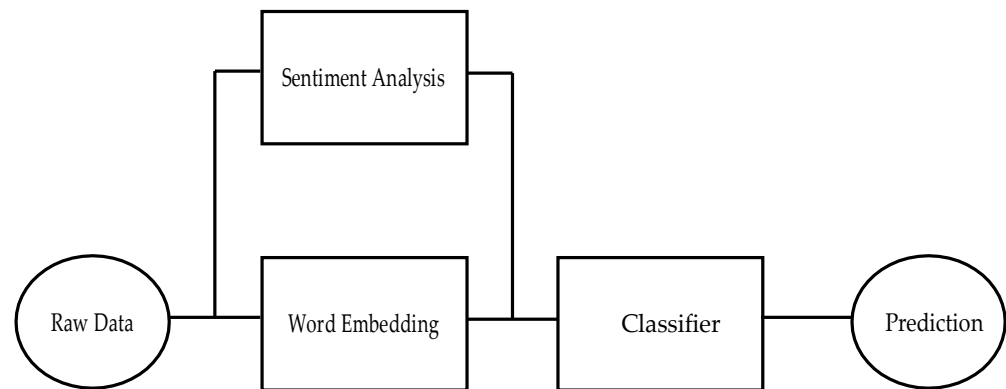 Sentiment Analysis
Raw Data
Word Embedding
Classifier
Prediction